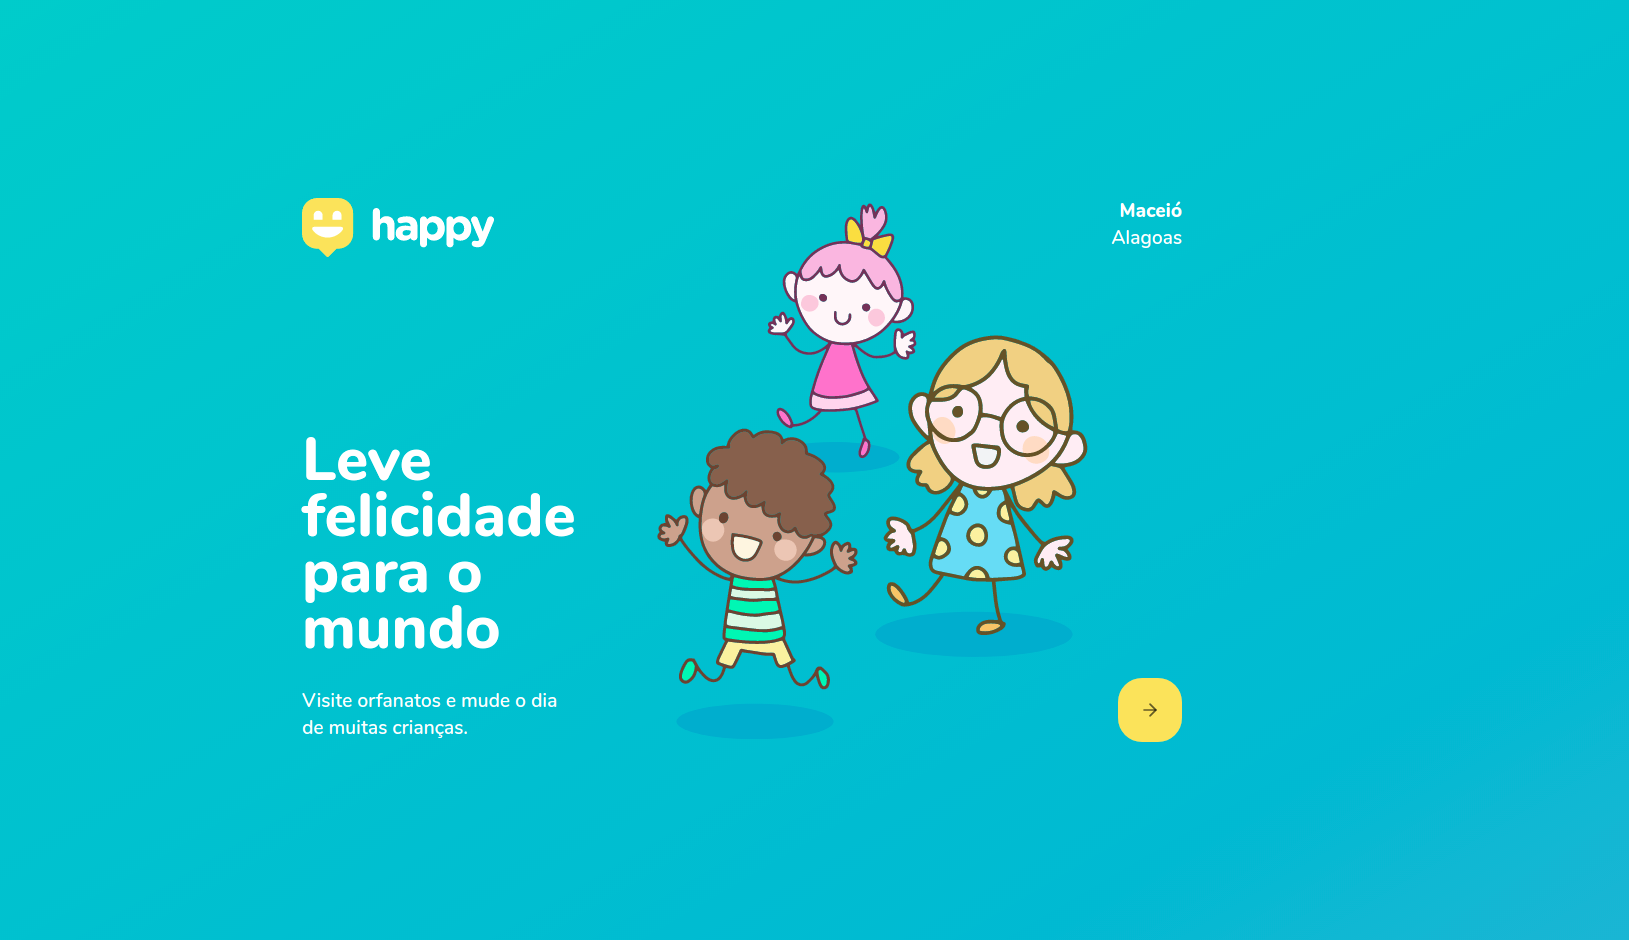 happy
Maceió
Alagoas
Leve
felicidade
para o
mundo
Visite orfanatos e mude o dia
de muitas crianças.